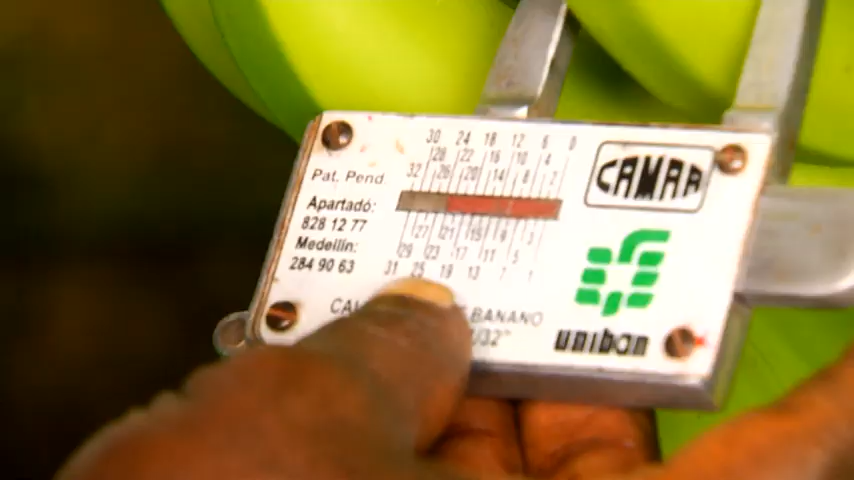 30 24 18 12 6 0
28 22 16 10 4
32 26 20 14 8 2
CAMAR
Pat. Pend.
Apartadó:
828 12 77
Medellín:
284 90 63
27 21 15 9 3
29 23 17 11 5
31 25 19 13 7 1
BANANO
/32"
uniban